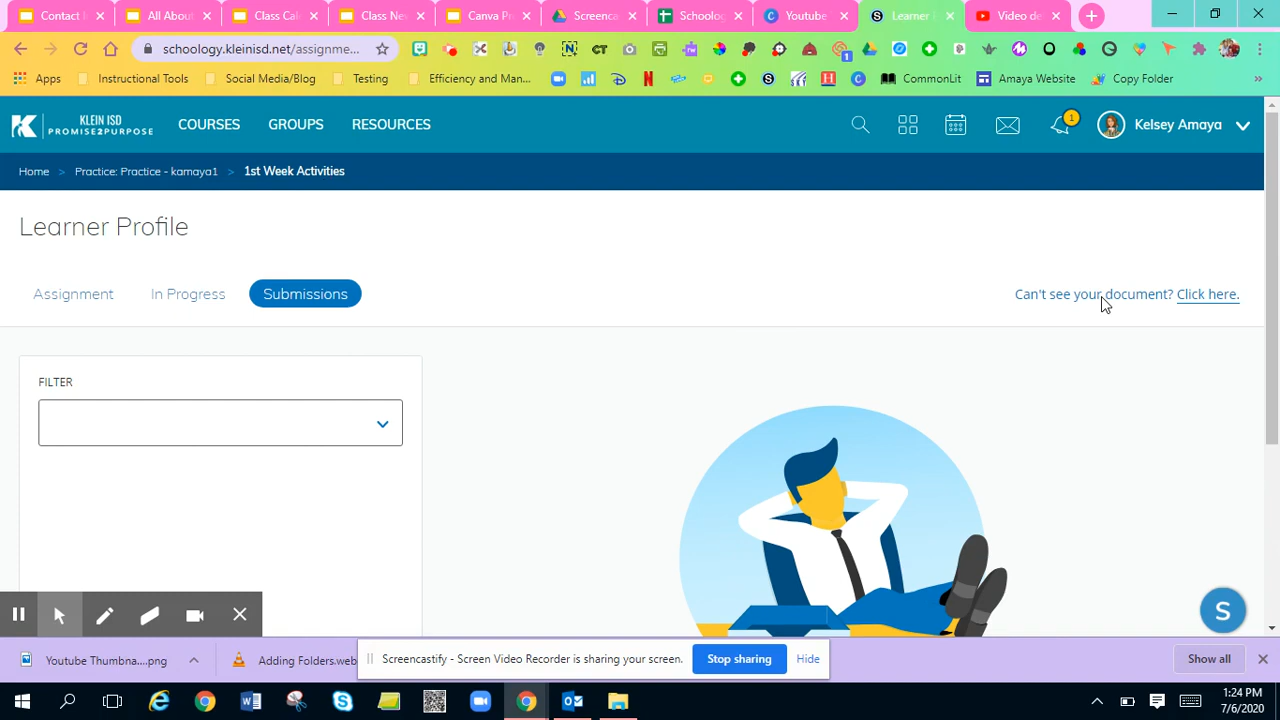 Contact I
All Abou
Class Cal
Class Ne
Canva Pr
Screenca
Schoolog
Youtube
Learner
Video de
schoology.kleinisd.net/assignme...
Apps
Instructional Tools
Social Media/Blog
Testing
Efficiency and Man...
CommonLit
Amaya Website
Copy Folder
KLEIN ISD
PROMISE2PURPOSE
COURSES
GROUPS
RESOURCES
1
Kelsey Amaya
Home > Practice: Practice - kamaya1 > 1st Week Activities
Learner Profile
Assignment
In Progress
Submissions
Can't see your document? Click here.
FILTER
S
Youtube Thumbna....png
Adding Folders.web
Screencastify - Screen Video Recorder is sharing your screen.
Stop sharing
Hide
Show all
1:24 PM
7/6/2020